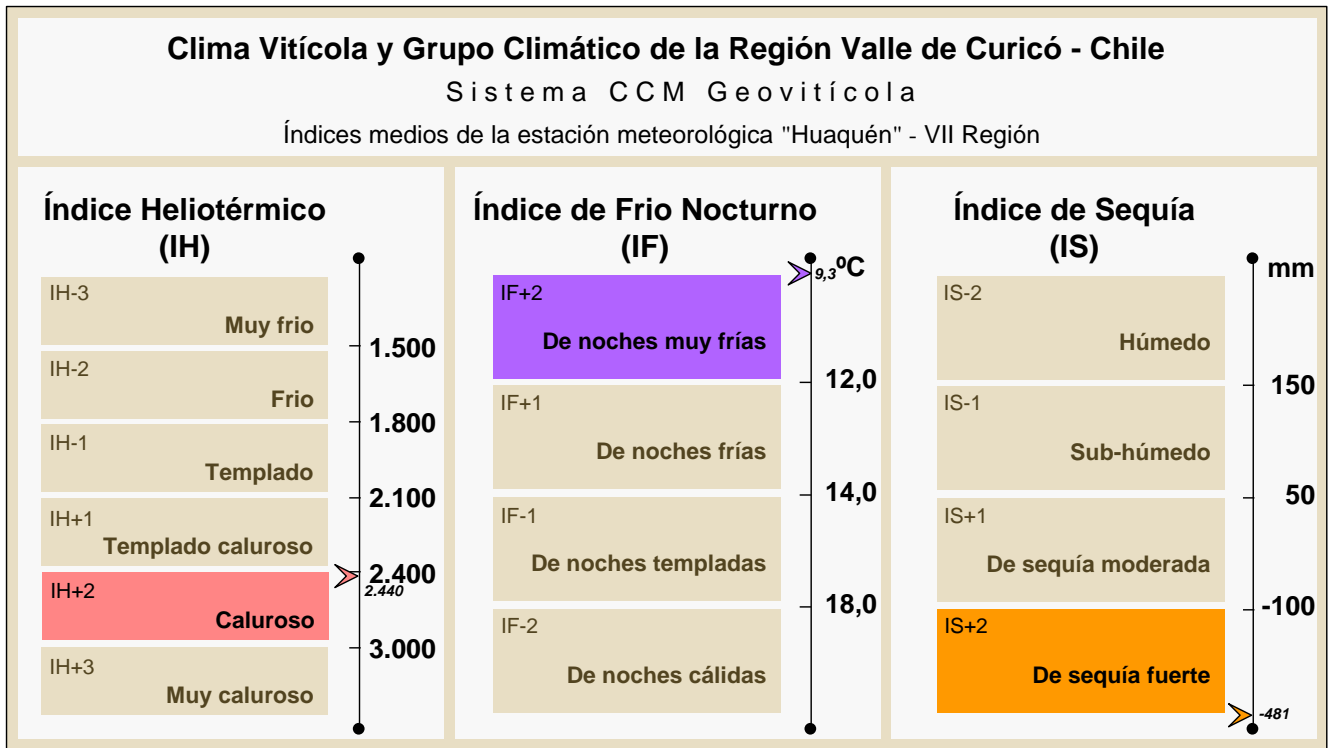 Clima Vitícola y Grupo Climático de la Región Valle de Curicó - Chile
Sistema CCM Geovitícola
Índices medios de la estación meteorológica "Huaquén" - VII Región
Índice Heliotérmico
(IH)
IH-3
Muy frio
1.500
IH-2
Frio
1.800
IH-1
Templado
2.100
IH+1
Templado caluroso
2.400
2.440
IH+2
Caluroso
3.000
IH+3
Muy caluroso
Índice de Frio Nocturno
(IF)
9,3 ºC
IF+2
De noches muy frías
12,0
IF+1
De noches frías
14,0
IF-1
De noches templadas
18,0
IF-2
De noches cálidas
Índice de Sequía
(IS)
mm
IS-2
Húmedo
150
IS-1
Sub-húmedo
50
IS+1
De sequía moderada
-100
IS+2
De sequía fuerte
-481